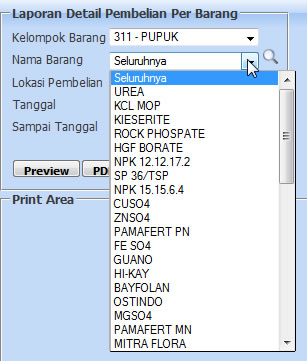 Laporan Detail Pembelian Per Barang
Kelompok Barang 311 - PUPUK
Nama Barang Seluruhnya
Lokasi Pembelian Seluruhnya
Tanggal UREA
KCL MOP
Sampai Tanggal KIESERITE
ROCK PHOSPATE
HGF BORATE
Preview PD NPK 12.12.17.2
SP 36/TSP
NPK 15.15.6.4
Print Area CUSO4
ZNSO4
PAMAFERT PN
FE SO4
GUANO
HI-KAY
BAYFOLAN
OSTINDO
MGSO4
PAMAFERT MN
MITRA FLORA